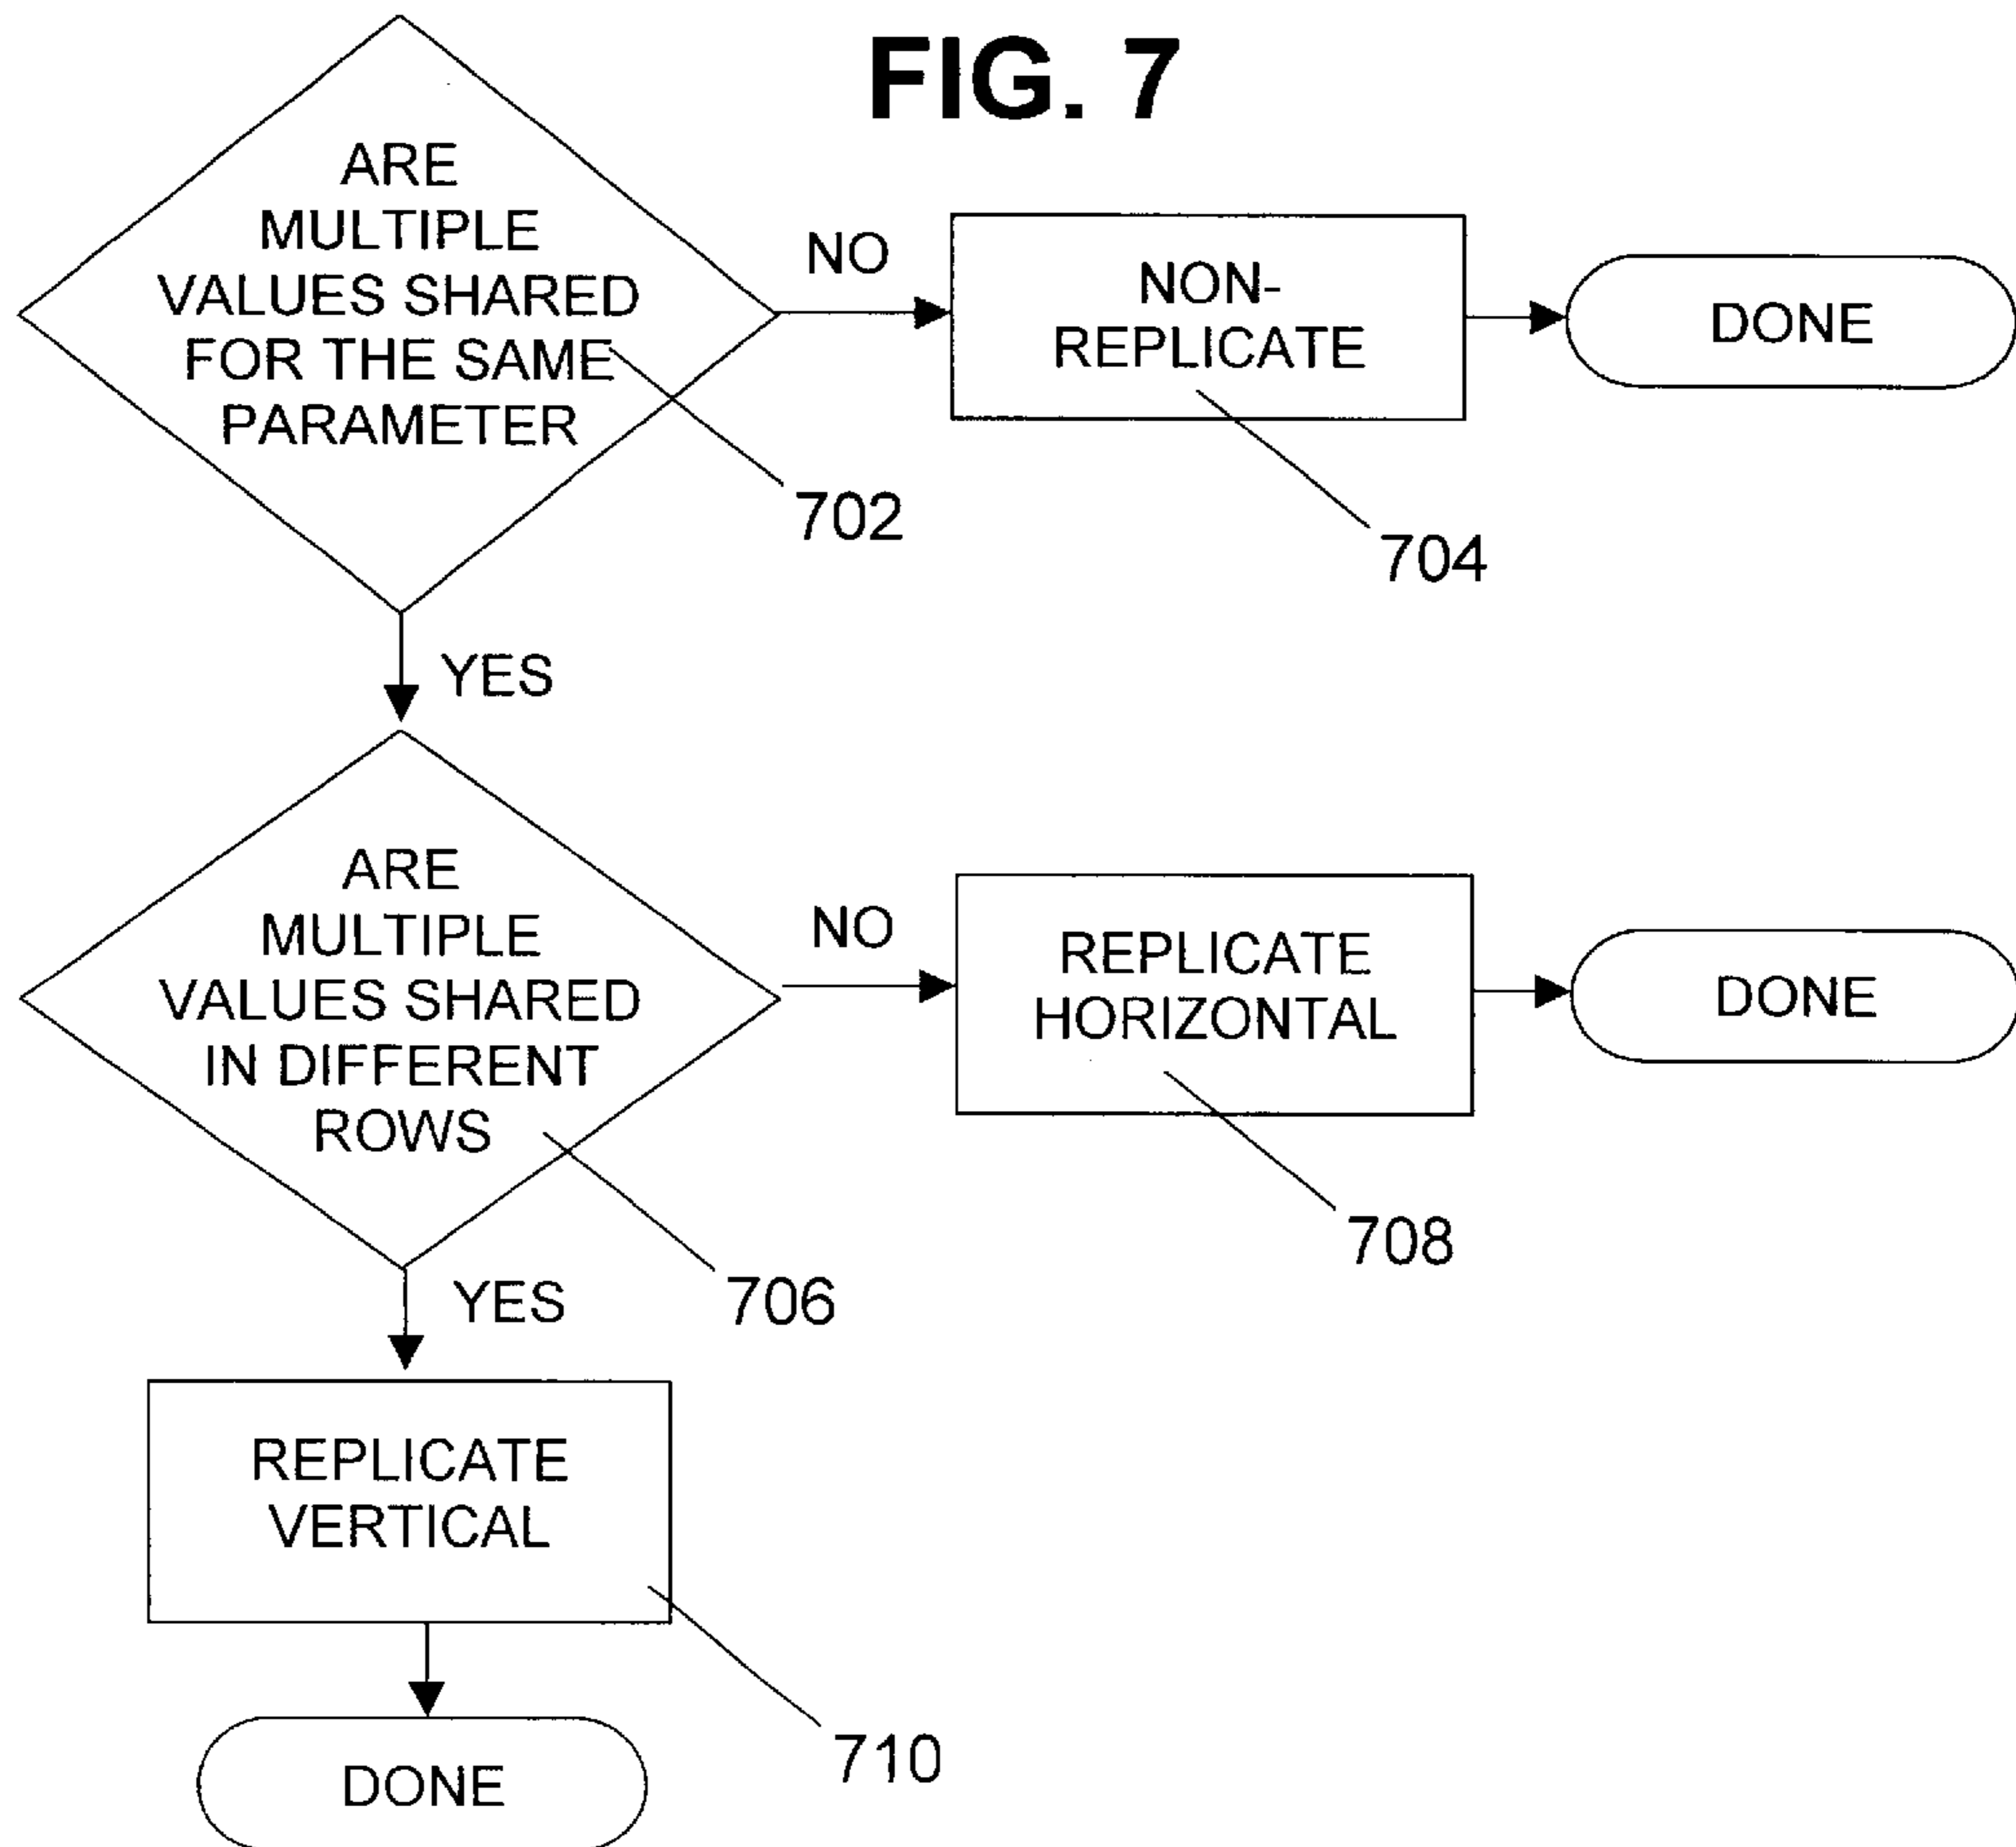 FIG. 7
ARE
MULTIPLE
VALUES SHARED
FOR THE SAME
PARAMETER
702
NO
NON-
REPLICATE
704
DONE
YES
ARE
MULTIPLE
VALUES SHARED
IN DIFFERENT
ROWS
706
NO
REPLICATE
HORIZONTAL
708
DONE
YES
REPLICATE
VERTICAL
710
DONE